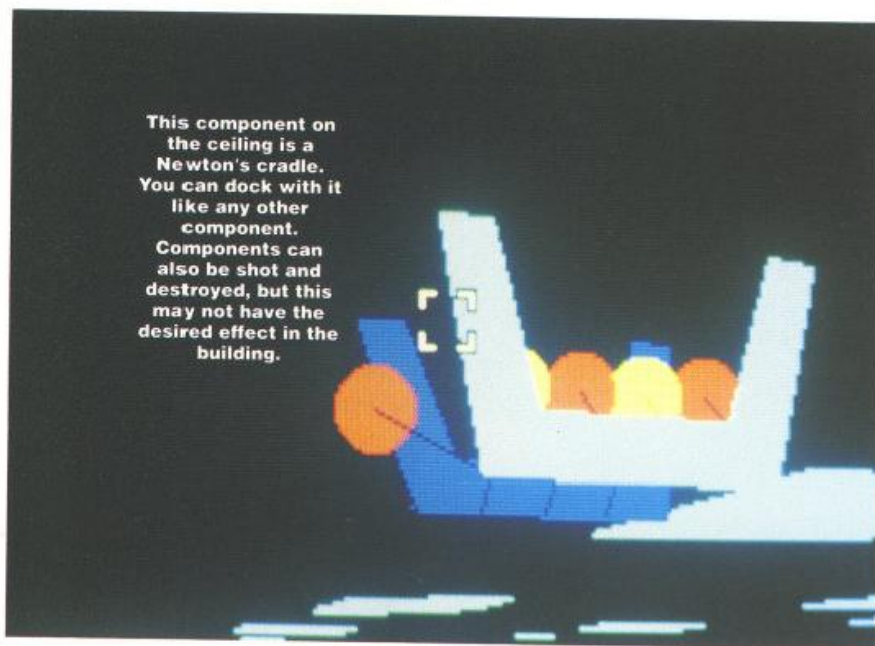 This component on
the ceiling is a
Newton's cradle.
You can dock with it
like any other
component.
Components can
also be shot and
destroyed, but this
may not have the
desired effect in the
building.